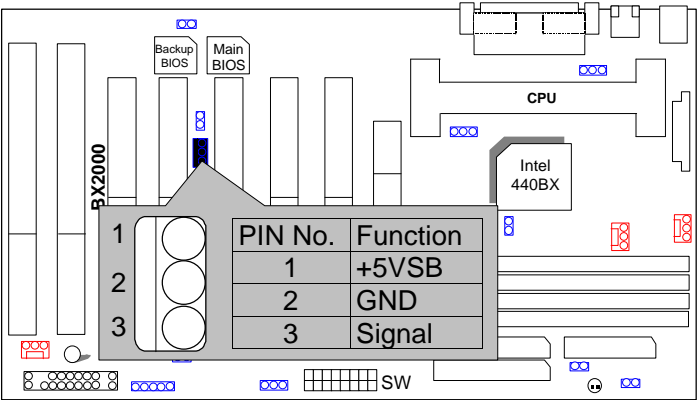 Backup
BIOS
Main
BIOS
CPU
Intel
440BX
BX2000
1
2
3
PIN No. Function
1 +5VSB
2 GND
3 Signal
SW